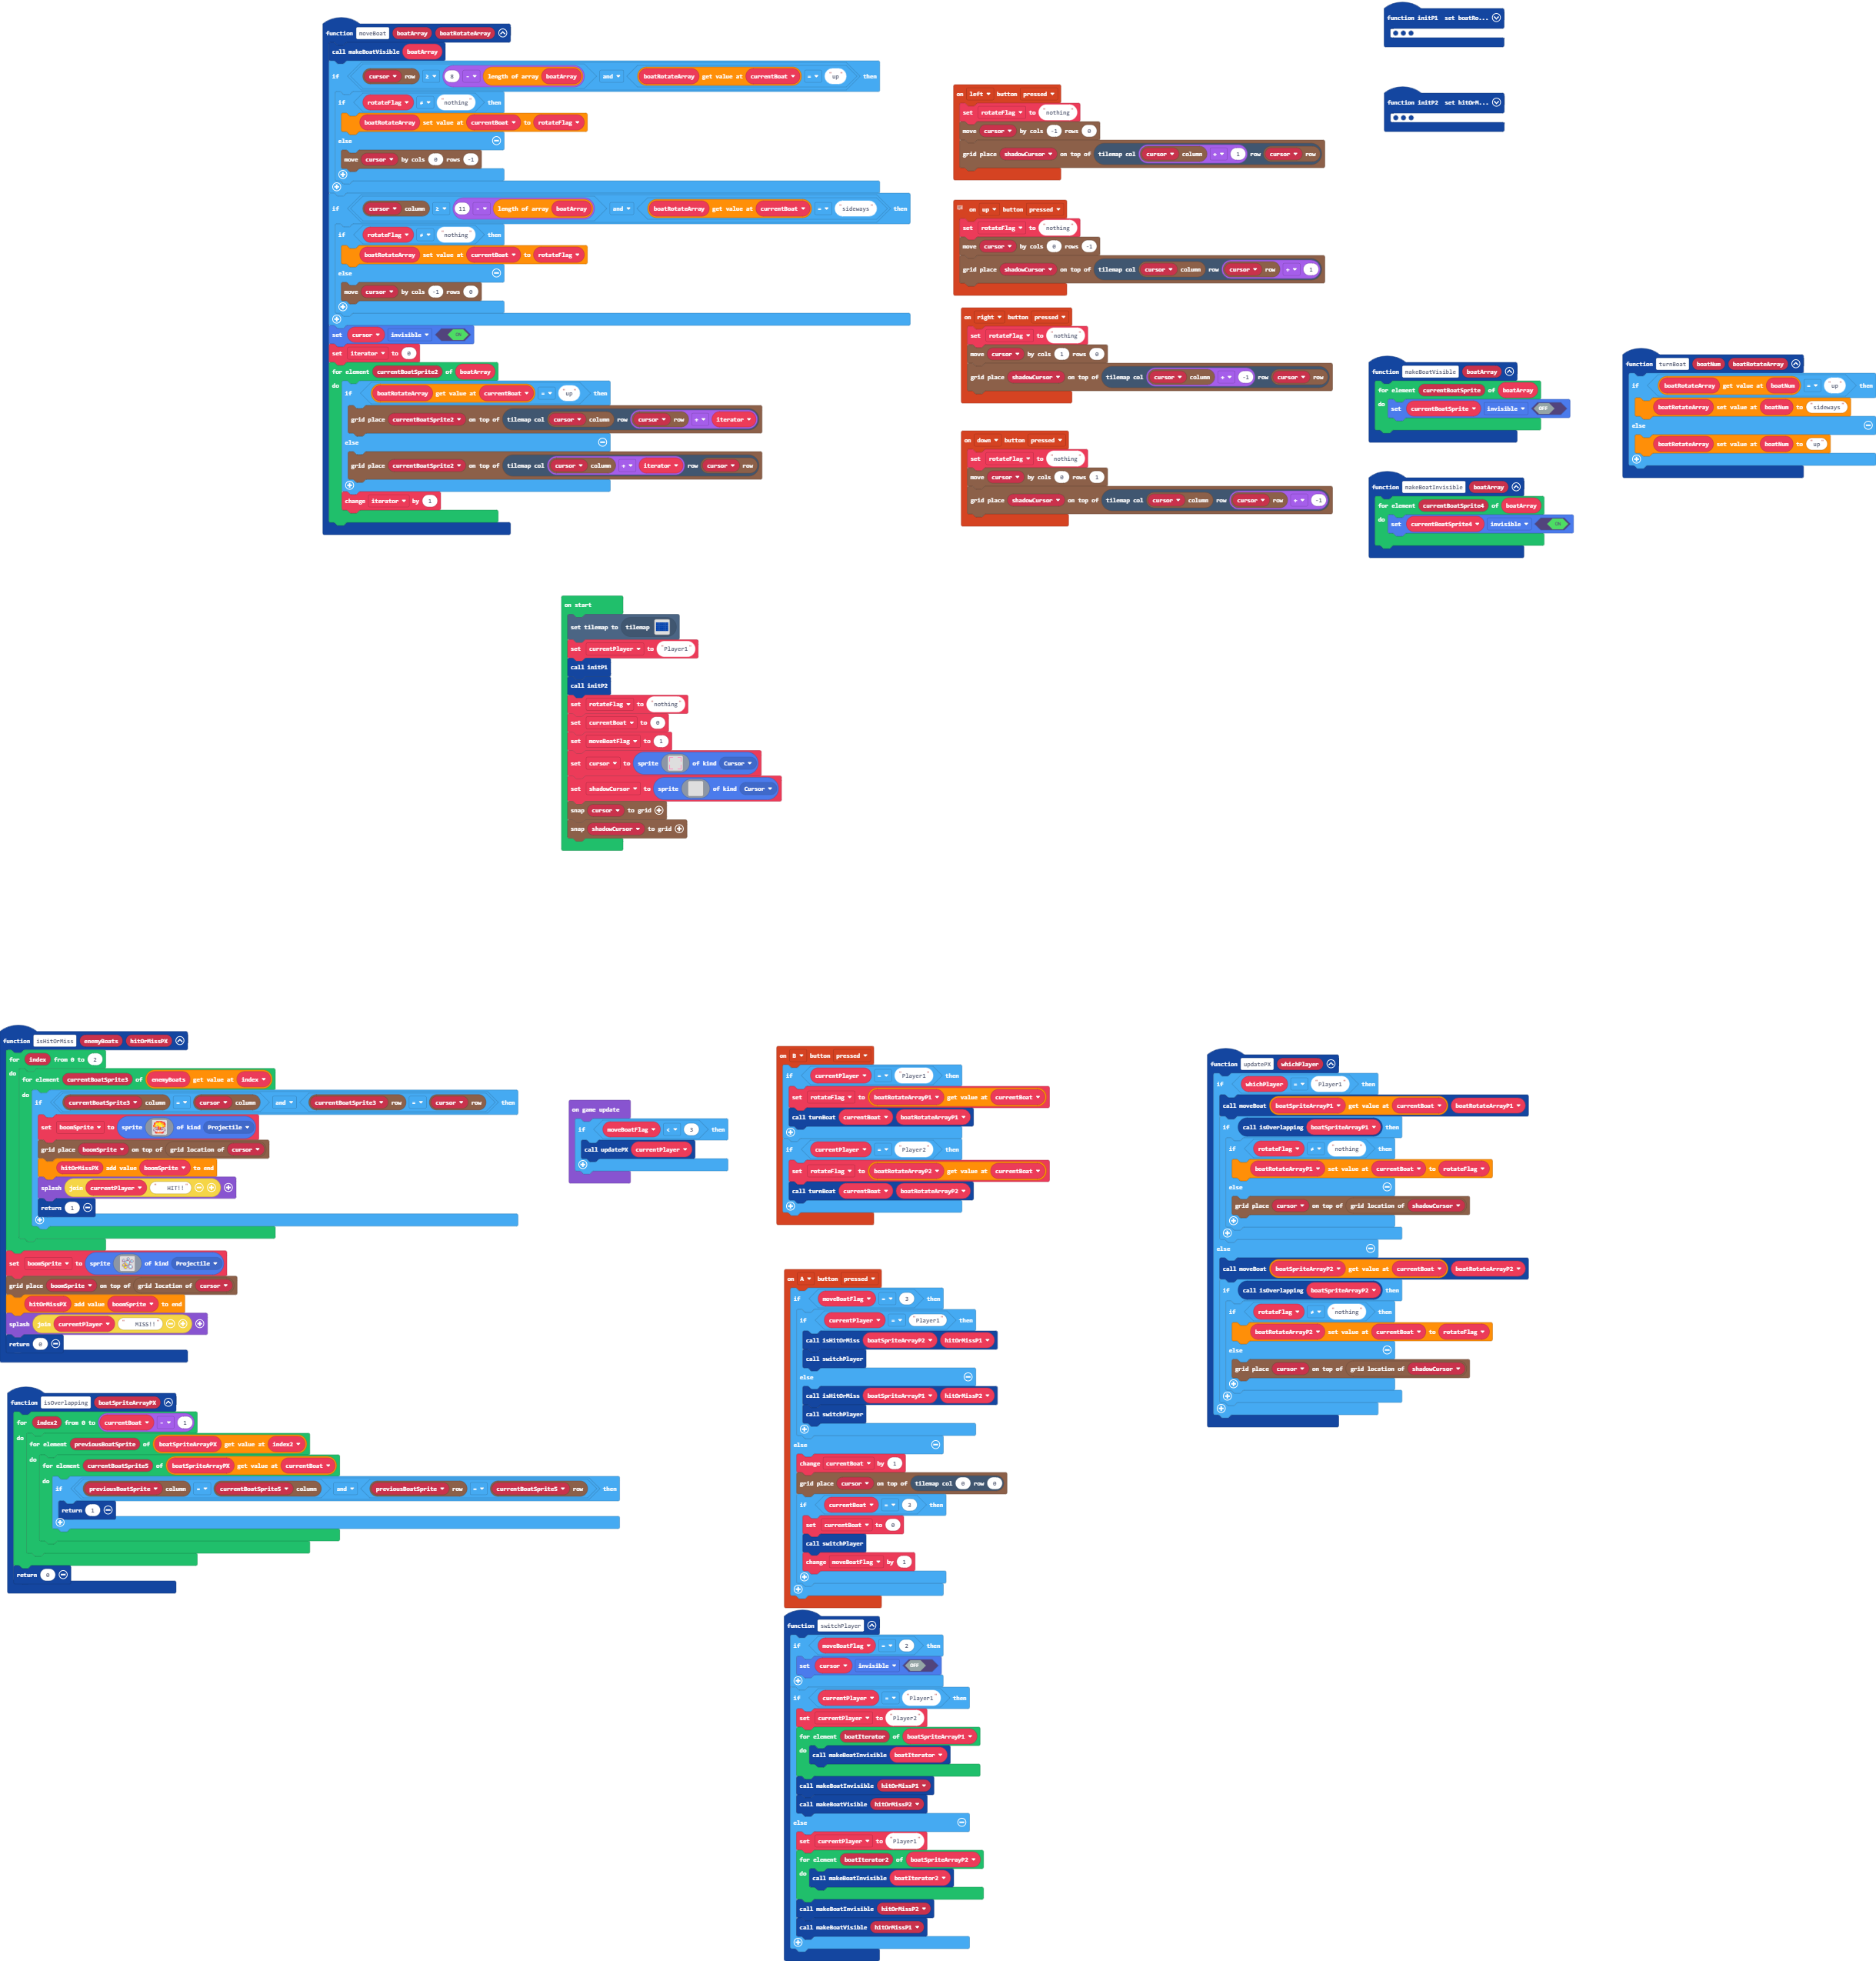 function moveBoat boatArray boatRotateArray
call makeBoatVisible boatArray
if cursor row ≥ 8 - length of array boatArray and boatRotateArray get value at currentBoat = "up" then
if rotateFlag ≠ "nothing" then
boatRotateArray set value at currentBoat to rotateFlag
else
move cursor by cols 0 rows -1
if cursor column ≥ 11 - length of array boatArray and boatRotateArray get value at currentBoat = "sideways" then
if rotateFlag ≠ "nothing" then
boatRotateArray set value at currentBoat to rotateFlag
else
move cursor by cols -1 rows 0
set cursor invisible ON
set iterator to 0
for element currentBoatSprite2 of boatArray
do
if boatRotateArray get value at currentBoat = "up" then
grid place currentBoatSprite2 on top of tilemap col cursor column row cursor row + iterator
else
grid place currentBoatSprite2 on top of tilemap col cursor column + iterator row cursor row
change iterator by 1
on left button pressed
set rotateFlag to "nothing"
move cursor by cols -1 rows 0
grid place shadowCursor on top of tilemap col cursor column + 1 row cursor row
on up button pressed
set rotateFlag to "nothing"
move cursor by cols 0 rows -1
grid place shadowCursor on top of tilemap col cursor column row cursor row + 1
on right button pressed
set rotateFlag to "nothing"
move cursor by cols 1 rows 0
grid place shadowCursor on top of tilemap col cursor column + -1 row cursor row
on down button pressed
set rotateFlag to "nothing"
move cursor by cols 0 rows 1
grid place shadowCursor on top of tilemap col cursor column row cursor row + -1
function initP1 set boatRo...
function initP2 set hitOrM...
function makeBoatVisible boatArray
for element currentBoatSprite of boatArray
do set currentBoatSprite invisible OFF
function makeBoatInvisible boatArray
for element currentBoatSprite4 of boatArray
do set currentBoatSprite4 invisible ON
function turnBoat boatNum boatRotateArray
if boatRotateArray get value at boatNum = "up" then
boatRotateArray set value at boatNum to "sideways"
else
boatRotateArray set value at boatNum to "up"
on start
set tilemap to tilemap
set currentPlayer to "Player1"
call initP1
call initP2
set rotateFlag to "nothing"
set currentBoat to 0
set moveBoatFlag to 1
set cursor to sprite of kind Cursor
set shadowCursor to sprite of kind Cursor
snap cursor to grid
snap shadowCursor to grid
function isHitOrMiss enemyBoats hitOrMissPX
for index from 0 to 2
do
for element currentBoatSprite3 of enemyBoats get value at index
do
if currentBoatSprite3 column = cursor column and currentBoatSprite3 row = cursor row then
set boomSprite to sprite of kind Projectile
grid place boomSprite on top of grid location of cursor
hitOrMissPX add value boomSprite to end
splash join currentPlayer " HIT!!"
return 1
set boomSprite to sprite of kind Projectile
grid place boomSprite on top of grid location of cursor
hitOrMissPX add value boomSprite to end
splash join currentPlayer " MISS!!"
return 0
function isOverlapping boatSpriteArrayPX
for index2 from 0 to currentBoat - 1
do
for element previousBoatSprite of boatSpriteArrayPX get value at index2
do
for element currentBoatSprite5 of boatSpriteArrayPX get value at currentBoat
do
if previousBoatSprite column = currentBoatSprite5 column and previousBoatSprite row = currentBoatSprite5 row then
return 1
return 0
on game update
if moveBoatFlag < 3 then
call updatePX currentPlayer
on B button pressed
if currentPlayer = "Player1" then
set rotateFlag to boatRotateArrayP1 get value at currentBoat
call turnBoat currentBoat boatRotateArrayP1
if currentPlayer = "Player2" then
set rotateFlag to boatRotateArrayP2 get value at currentBoat
call turnBoat currentBoat boatRotateArrayP2
on A button pressed
if moveBoatFlag = 3 then
if currentPlayer = "Player1" then
call isHitOrMiss boatSpriteArrayP2 hitOrMissP1
call switchPlayer
else
call isHitOrMiss boatSpriteArrayP1 hitOrMissP2
call switchPlayer
else
change currentBoat by 1
grid place cursor on top of tilemap col 0 row 0
if currentBoat = 3 then
set currentBoat to 0
call switchPlayer
change moveBoatFlag by 1
function switchPlayer
if moveBoatFlag = 2 then
set cursor invisible OFF
if currentPlayer = "Player1" then
set currentPlayer to "Player2"
for element boatIterator of boatSpriteArrayP1
do call makeBoatInvisible boatIterator
call makeBoatInvisible hitOrMissP1
call makeBoatVisible hitOrMissP2
else
set currentPlayer to "Player1"
for element boatIterator2 of boatSpriteArrayP2
do call makeBoatInvisible boatIterator2
call makeBoatInvisible hitOrMissP2
call makeBoatVisible hitOrMissP1
function updatePX whichPlayer
if whichPlayer = "Player1" then
call moveBoat boatSpriteArrayP1 get value at currentBoat boatRotateArrayP1
if call isOverlapping boatSpriteArrayP1 then
if rotateFlag ≠ "nothing" then
boatRotateArrayP1 set value at currentBoat to rotateFlag
else
grid place cursor on top of grid location of shadowCursor
else
call moveBoat boatSpriteArrayP2 get value at currentBoat boatRotateArrayP2
if call isOverlapping boatSpriteArrayP2 then
if rotateFlag ≠ "nothing" then
boatRotateArrayP2 set value at currentBoat to rotateFlag
else
grid place cursor on top of grid location of shadowCursor